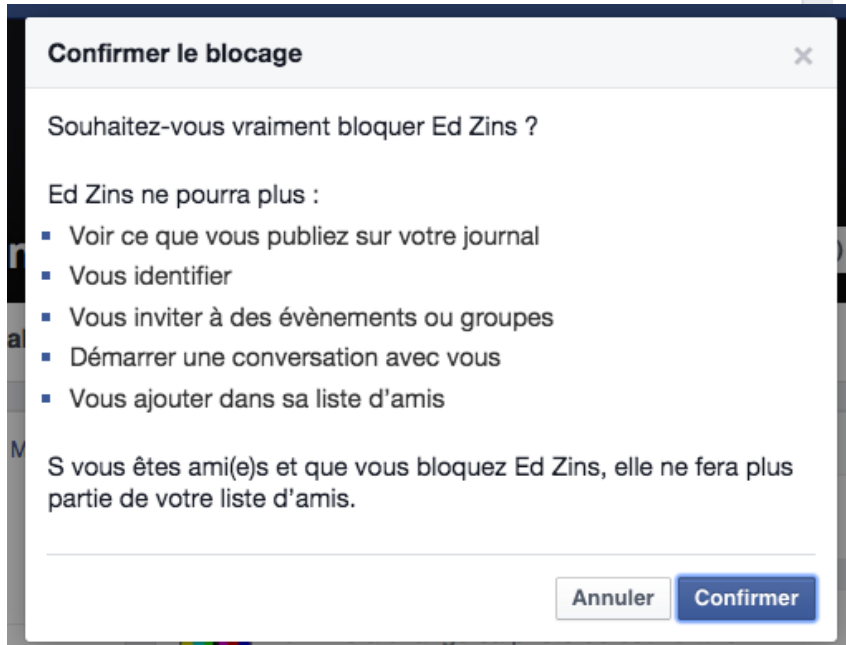 Confirmer le blocage
×
Souhaitez-vous vraiment bloquer Ed Zins ?
Ed Zins ne pourra plus :
▪ Voir ce que vous publiez sur votre journal
▪ Vous identifier
▪ Vous inviter à des évènements ou groupes
▪ Démarrer une conversation avec vous
▪ Vous ajouter dans sa liste d'amis
S vous êtes ami(e)s et que vous bloquez Ed Zins, elle ne fera plus
partie de votre liste d'amis.
Annuler
Confirmer